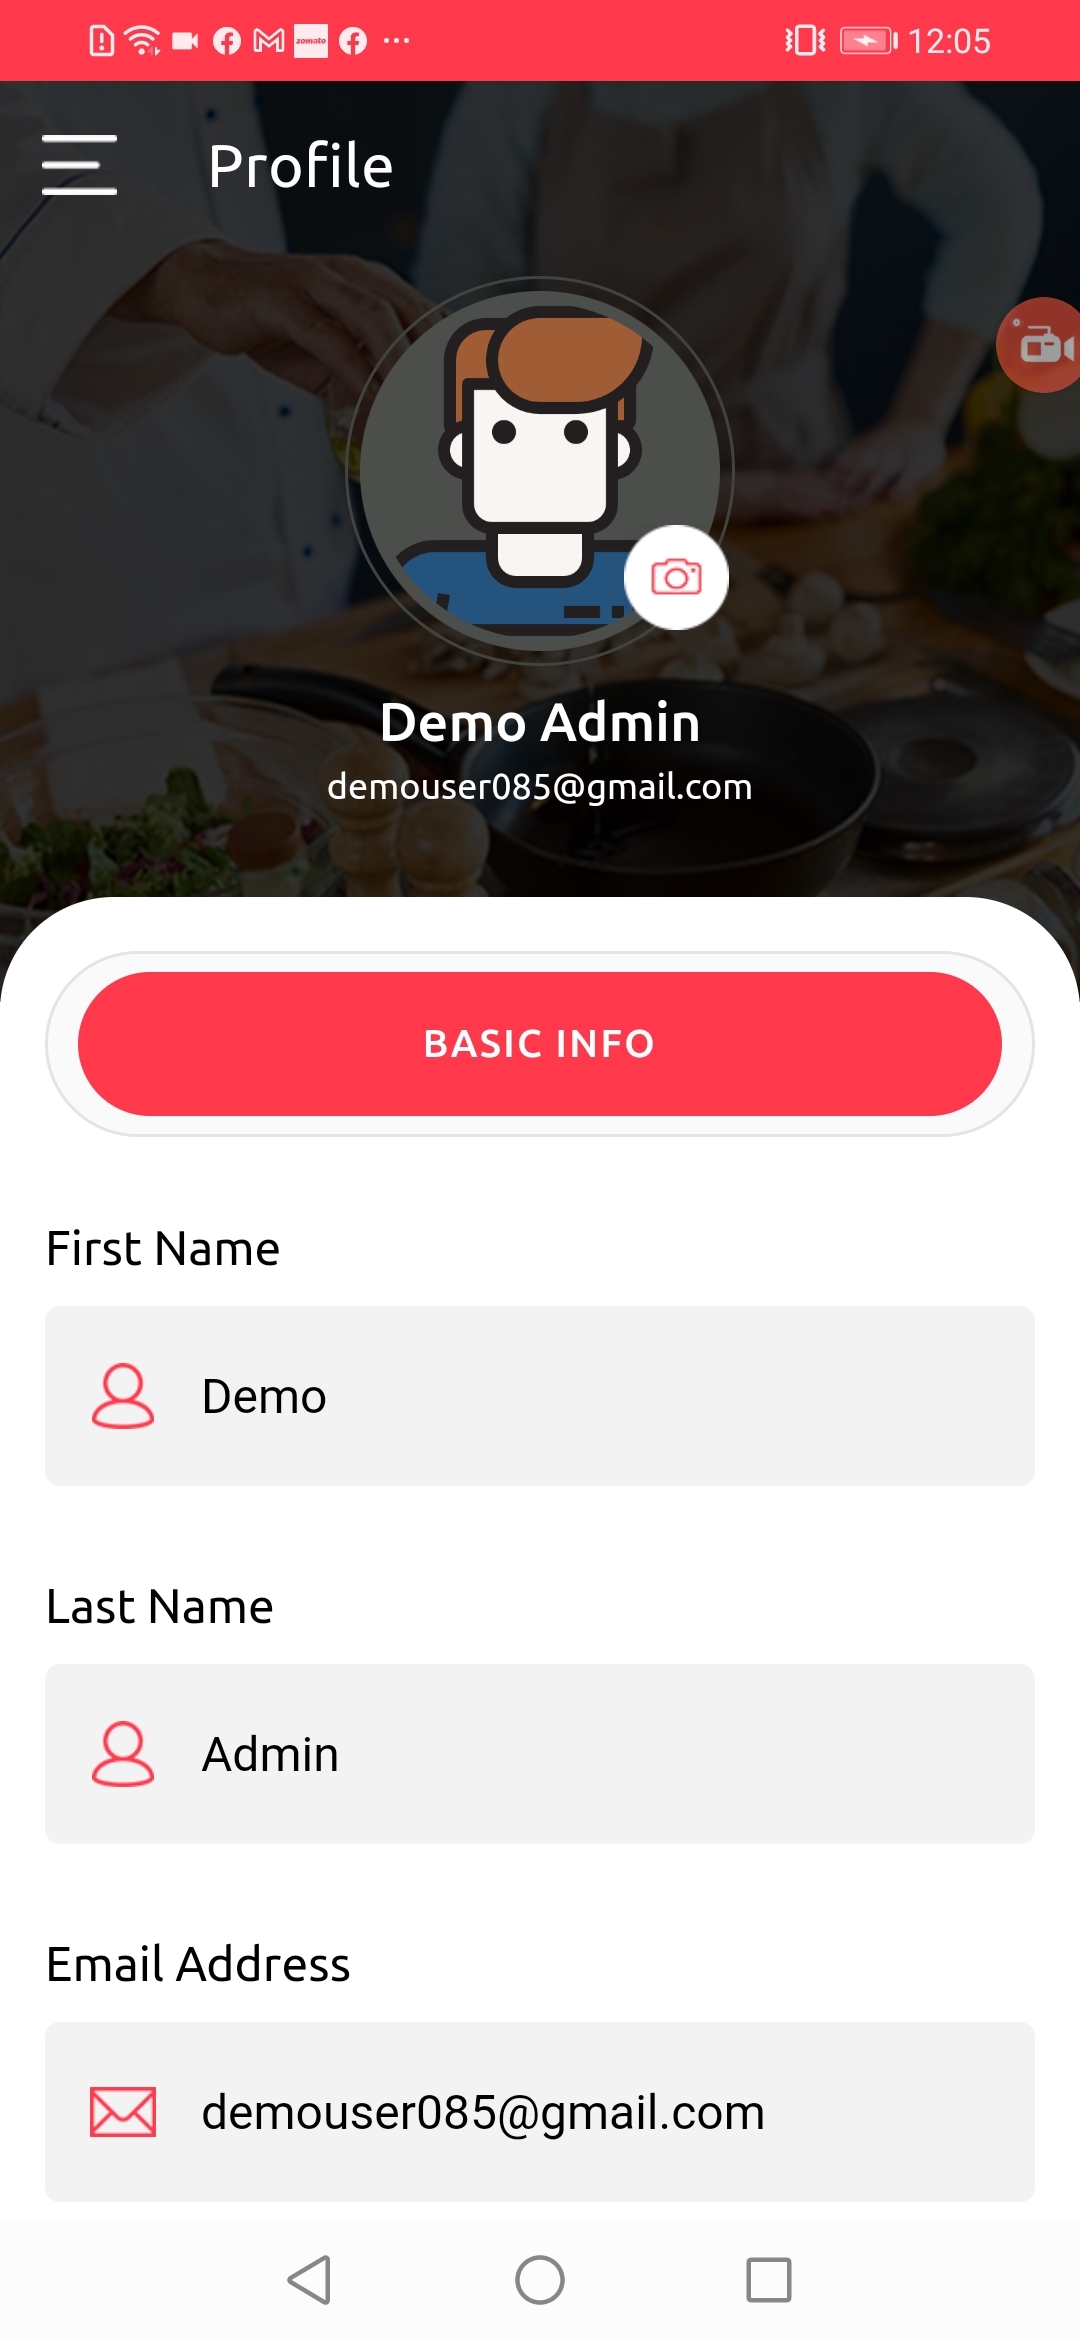 zomato
12:05
Profile
Demo Admin
demouser085@gmail.com
BASIC INFO
First Name
Demo
Last Name
Admin
Email Address
demouser085@gmail.com